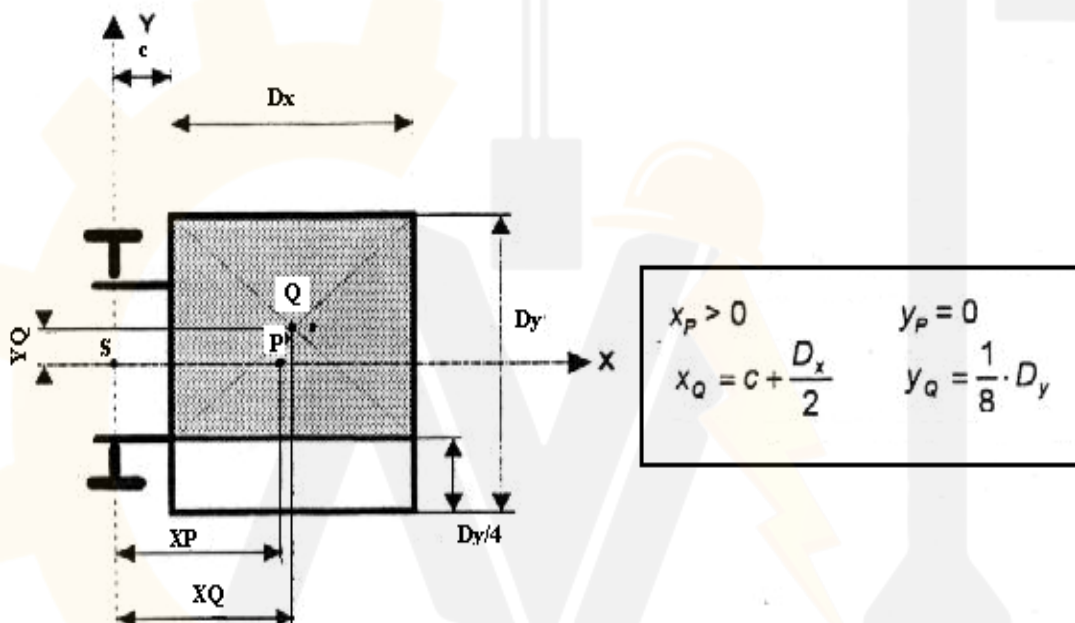 Y
c
Dx
Q
Dy
YQ
S
P
X
XP
Dy/4
XQ
x_P > 0 y_P = 0
x_Q = c + D_x/2 y_Q = 1/8 · D_y